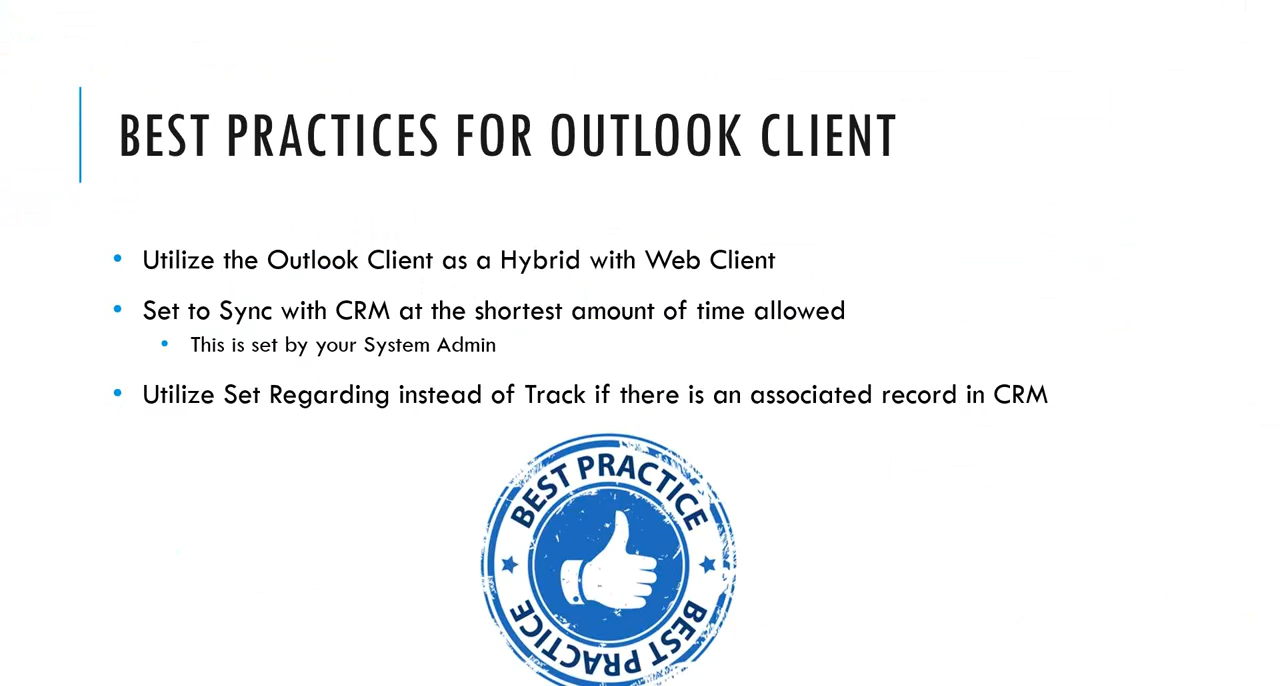 BEST PRACTICES FOR OUTLOOK CLIENT
• Utilize the Outlook Client as a Hybrid with Web Client
• Set to Sync with CRM at the shortest amount of time allowed
• This is set by your System Admin
• Utilize Set Regarding instead of Track if there is an associated record in CRM
BEST PRACTICE
BEST PRACTICE